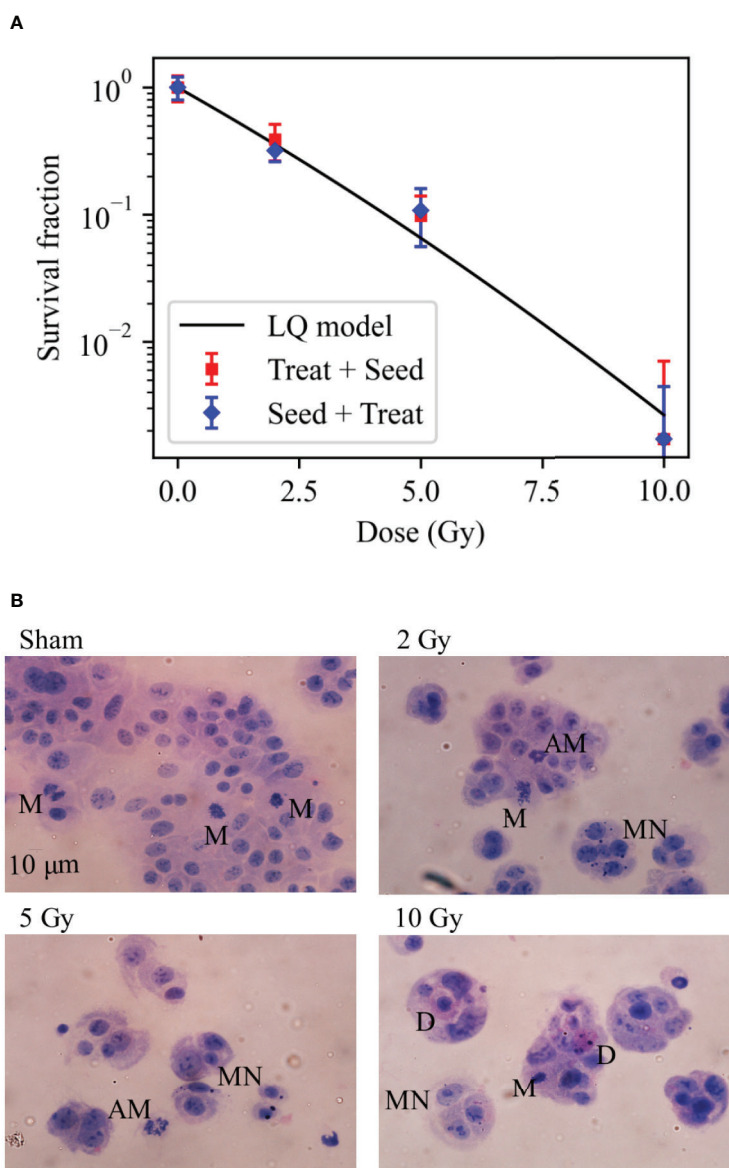 A
Survival fraction
10⁰
10⁻¹
10⁻²
LQ model
Treat + Seed
Seed + Treat
0.0 2.5 5.0 7.5 10.0
Dose (Gy)
B
Sham
M
M
M
10 µm
2 Gy
AM
M
MN
5 Gy
MN
AM
10 Gy
D
D
M
MN